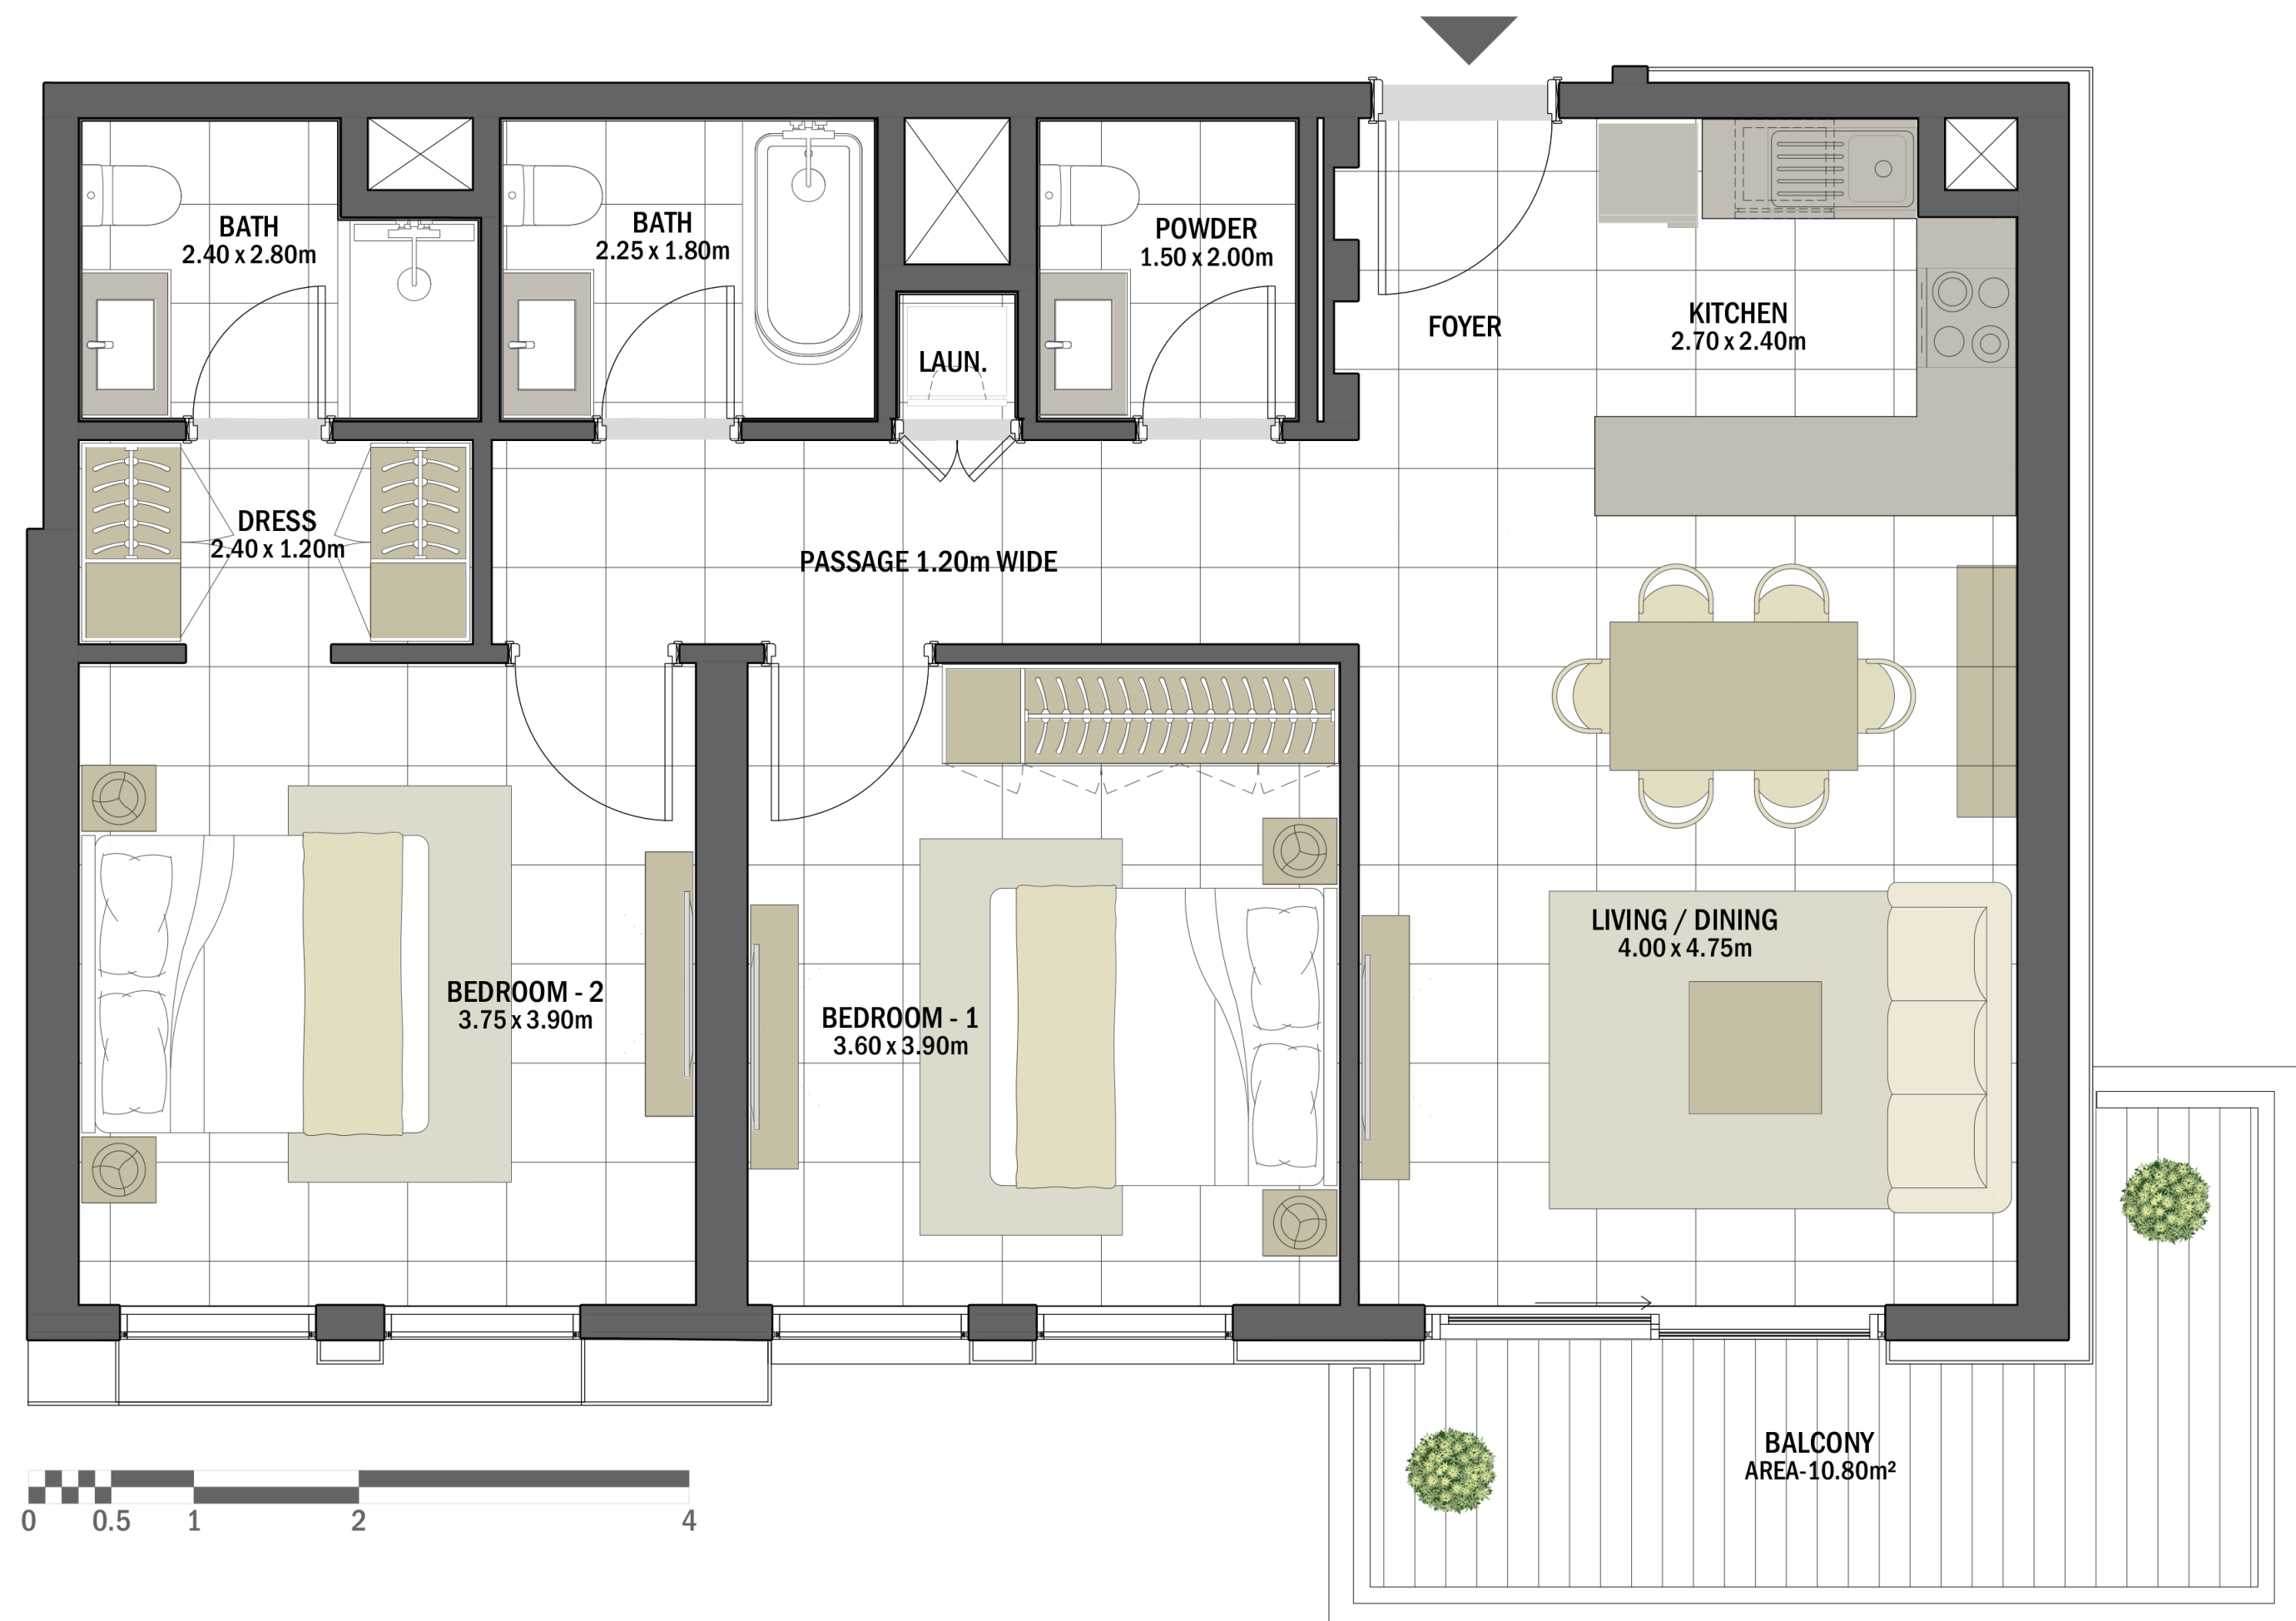 BATH
2.40 x 2.80m
BATH
2.25 x 1.80m
POWDER
1.50 x 2.00m
LAUN.
FOYER
KITCHEN
2.70 x 2.40m
DRESS
2.40 x 1.20m
PASSAGE 1.20m WIDE
LIVING / DINING
4.00 x 4.75m
BEDROOM - 2
3.75 x 3.90m
BEDROOM - 1
3.60 x 3.90m
BALCONY
AREA-10.80m²
0 0.5 1 2 4